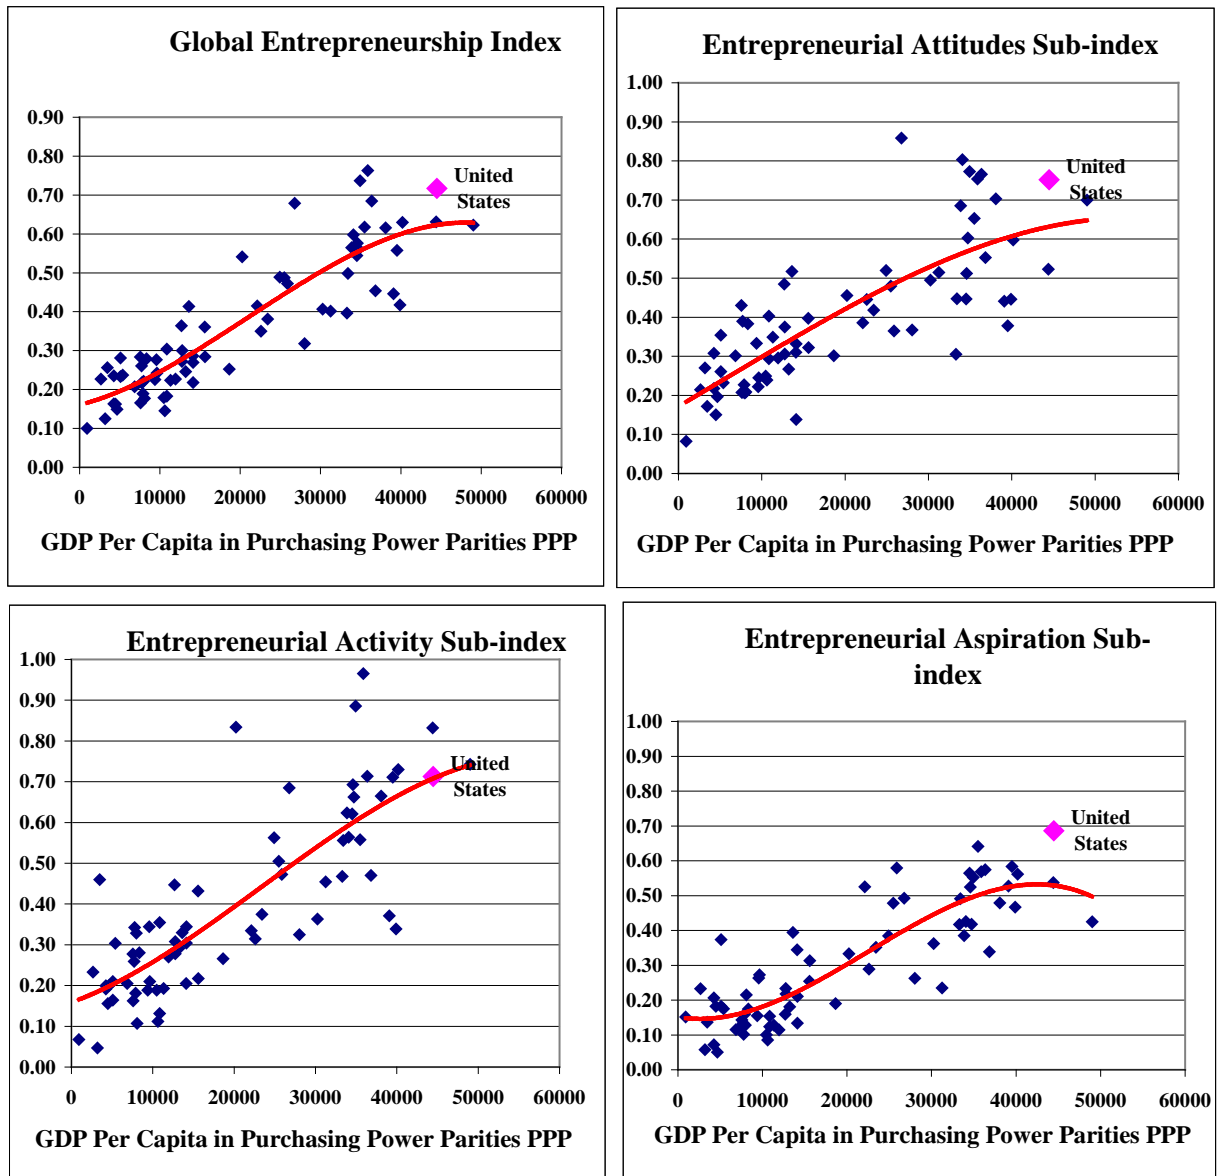 Global Entrepreneurship Index
0.90
0.80
0.70
0.60
0.50
0.40
0.30
0.20
0.10
0.00
United
States
0 10000 20000 30000 40000 50000 60000
GDP Per Capita in Purchasing Power Parities PPP
Entrepreneurial Attitudes Sub-index
1.00
0.90
0.80
0.70
0.60
0.50
0.40
0.30
0.20
0.10
0.00
United
States
0 10000 20000 30000 40000 50000 60000
GDP Per Capita in Purchasing Power Parities PPP
Entrepreneurial Activity Sub-index
1.00
0.90
0.80
0.70
0.60
0.50
0.40
0.30
0.20
0.10
0.00
United
States
0 10000 20000 30000 40000 50000 60000
GDP Per Capita in Purchasing Power Parities PPP
Entrepreneurial Aspiration Sub-
index
1.00
0.90
0.80
0.70
0.60
0.50
0.40
0.30
0.20
0.10
0.00
United
States
0 10000 20000 30000 40000 50000 60000
GDP Per Capita in Purchasing Power Parities PPP